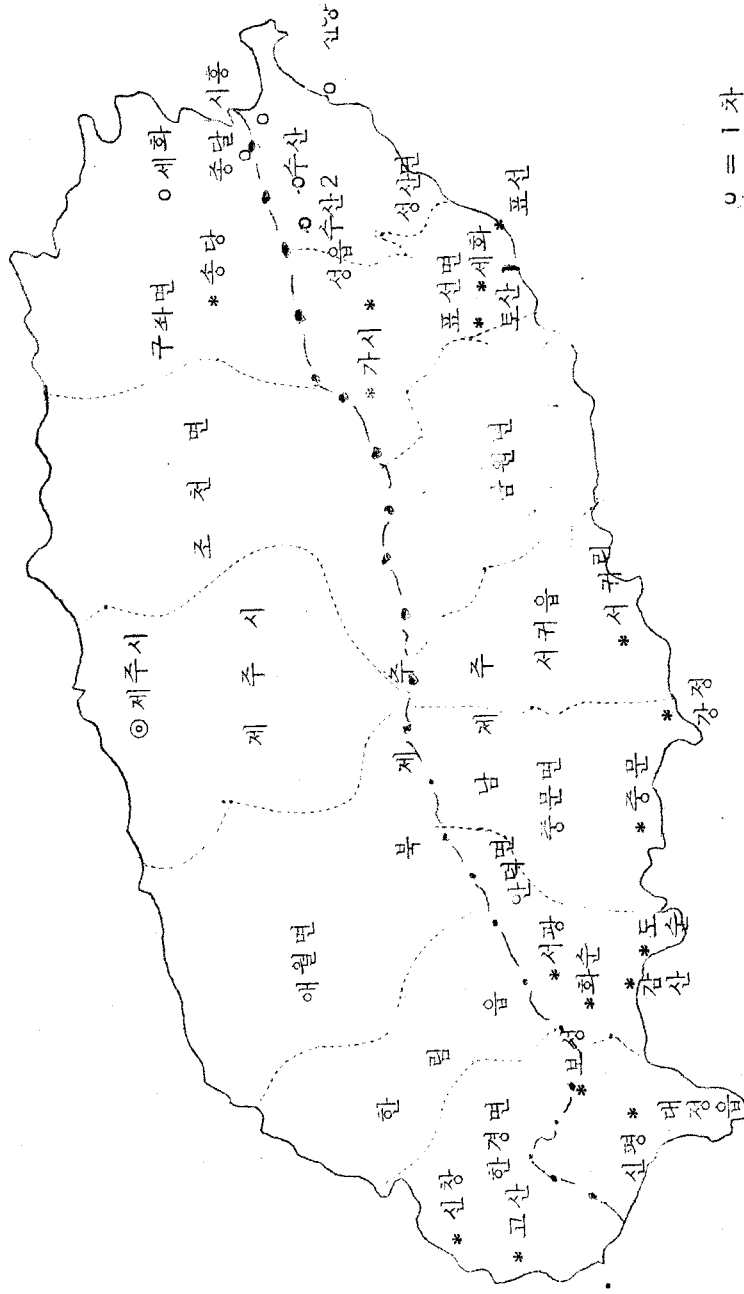 신양
시흥
o 세화
종달
수산
수산2
성산면
구좌면
* 송당
성읍
* 표선
표선면
* 세화
* 토산
* 가시
조 천 면
남원면
◎ 제주시
제 주 시
서귀읍
* 서귀포
북 제 주
남 제 주
* 강정
중문면
* 중문
애월면
안덕면
* 서광
* 화순
* 감산
한 림 읍
* 보성
한경면
* 신창
* 고산
* 신평
대정읍
o = 1 차